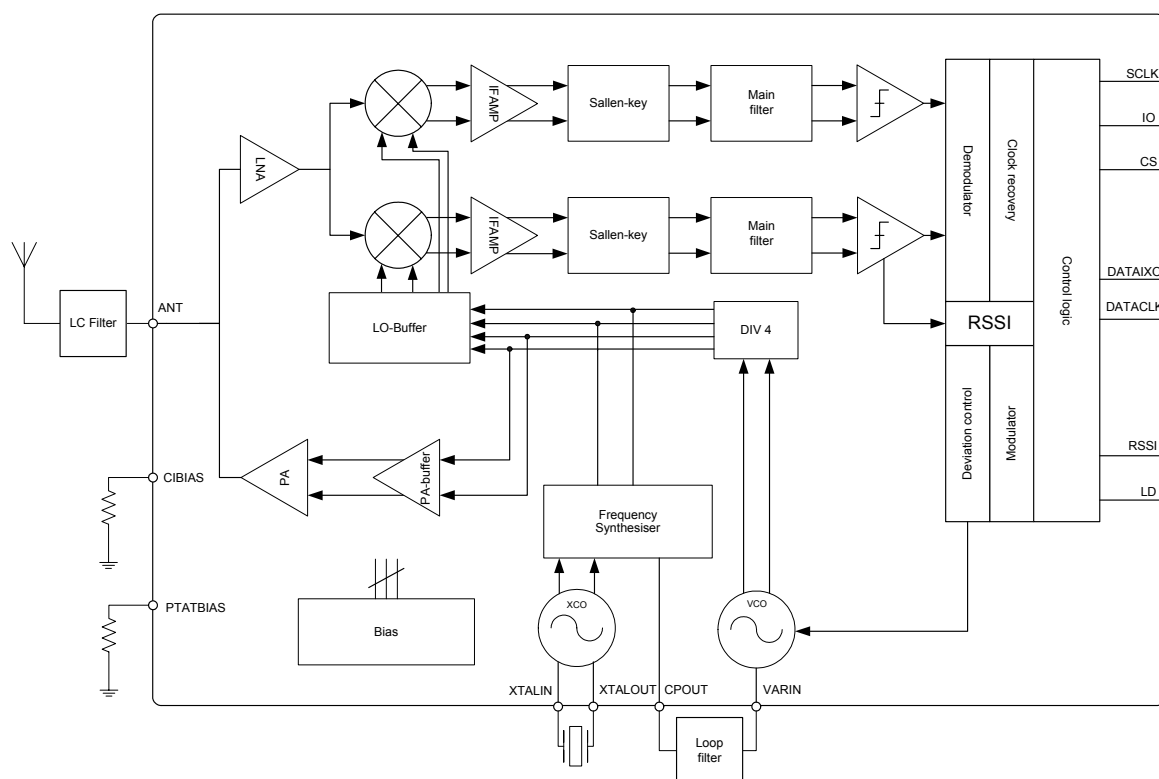 IFAMP
Sallen-key
Main
filter
SCLK
IO
CS
LNA
IFAMP
Sallen-key
Main
filter
Demodulator
Clock recovery
Control logic
DATAIXO
DATACLK
ANT
LC Filter
LO-Buffer
DIV 4
RSSI
Deviation control
Modulator
RSSI
LD
PA
PA-buffer
CIBIAS
Frequency
Synthesiser
PTATBIAS
Bias
XCO
VCO
XTALIN
XTALOUT
CPOUT
VARIN
Loop
filter